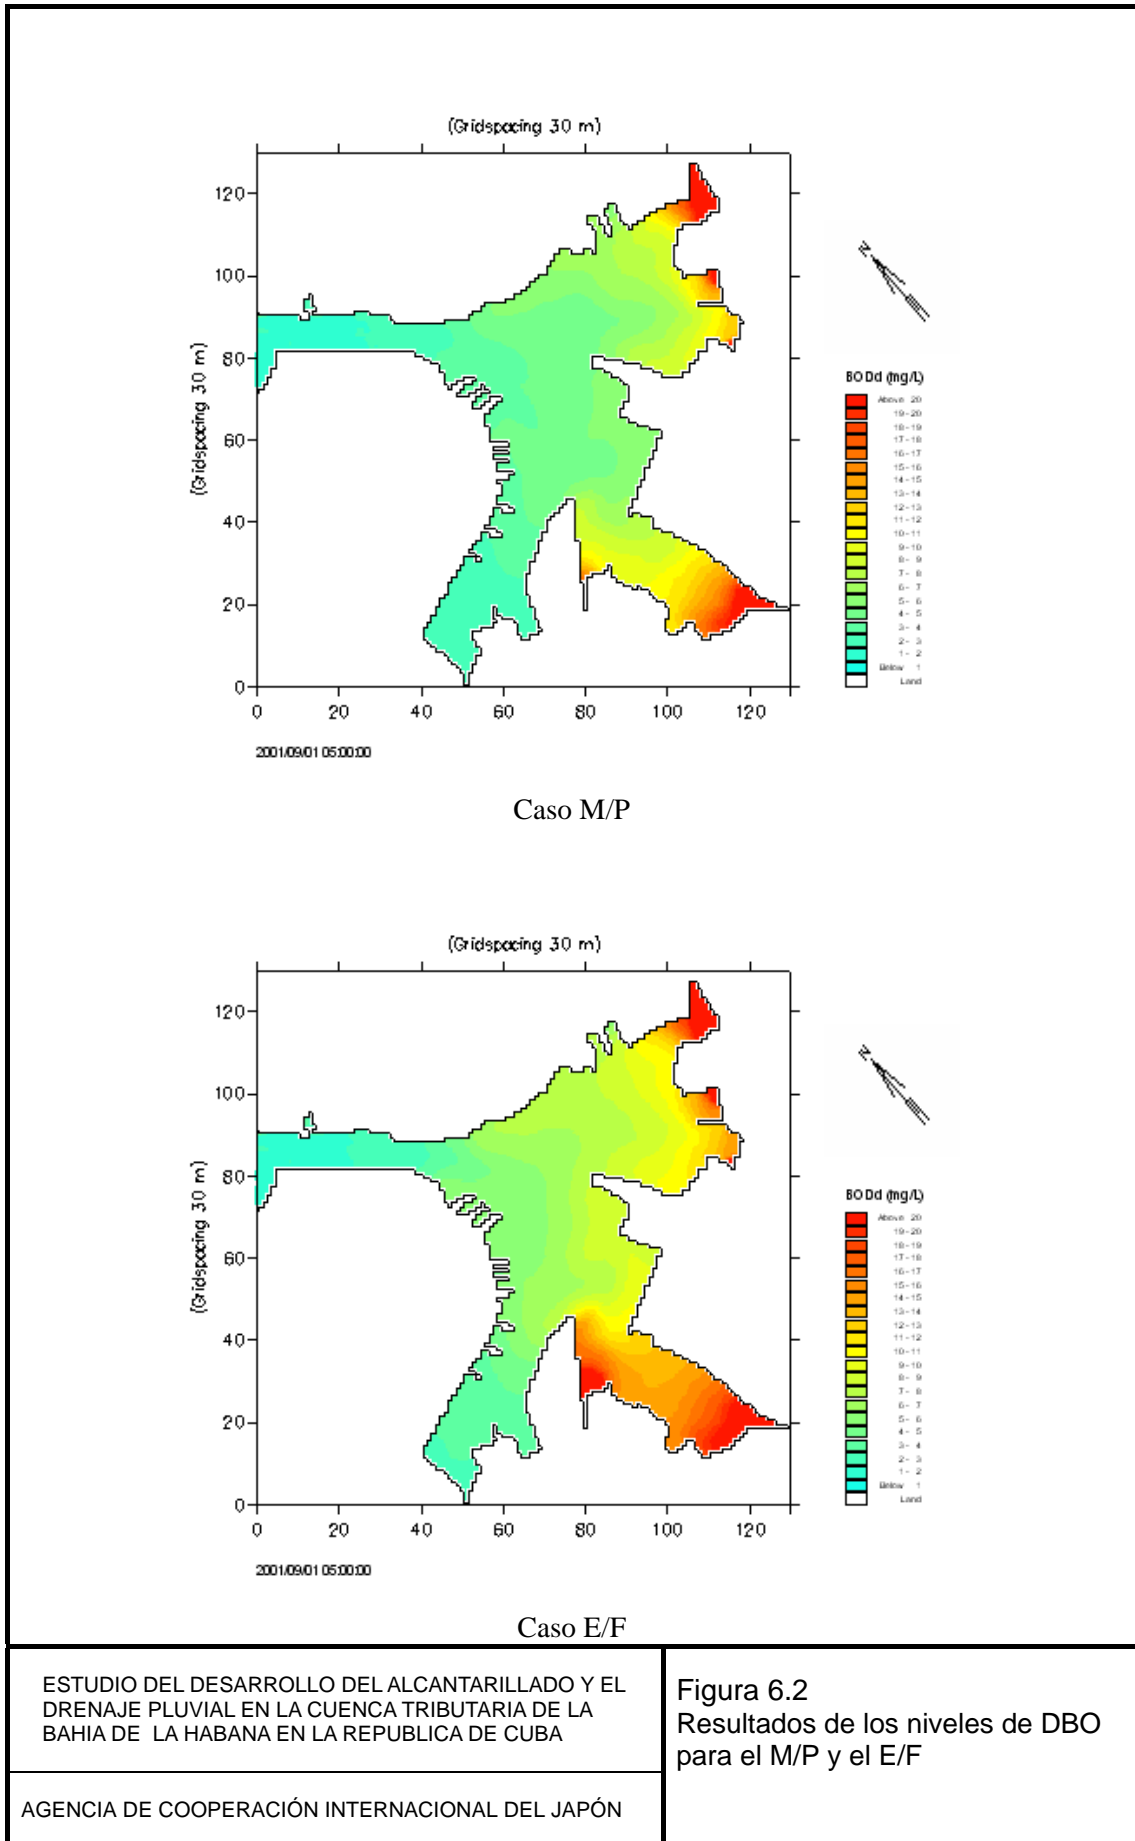 (Gridspacing 30 m)
120
100
80
60
40
20
0
(Gridspacing 30 m)
0 20 40 60 80 100 120
2001/09/01 05:00:00
N
BODd (mg/L)
Above 20
19-20
18-19
17-18
16-17
15-16
14-15
13-14
12-13
11-12
10-11
9-10
8- 9
7- 8
6- 7
5- 6
4- 5
3- 4
2- 3
1- 2
Below 1
Land
Caso M/P
(Gridspacing 30 m)
120
100
80
60
40
20
0
(Gridspacing 30 m)
0 20 40 60 80 100 120
2001/09/01 05:00:00
N
BODd (mg/L)
Above 20
19-20
18-19
17-18
16-17
15-16
14-15
13-14
12-13
11-12
10-11
9-10
8- 9
7- 8
6- 7
5- 6
4- 5
3- 4
2- 3
1- 2
Below 1
Land
Caso E/F
ESTUDIO DEL DESARROLLO DEL ALCANTARILLADO Y EL
DRENAJE PLUVIAL EN LA CUENCA TRIBUTARIA DE LA
BAHIA DE LA HABANA EN LA REPUBLICA DE CUBA
AGENCIA DE COOPERACIÓN INTERNACIONAL DEL JAPÓN
Figura 6.2
Resultados de los niveles de DBO
para el M/P y el E/F